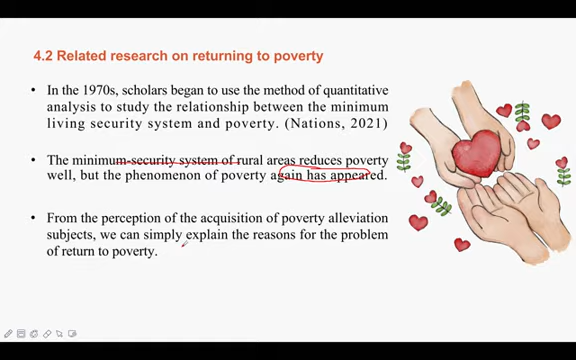 4.2 Related research on returning to poverty
• In the 1970s, scholars began to use the method of quantitative
analysis to study the relationship between the minimum
living security system and poverty. (Nations, 2021)
• The minimum-security system of rural areas reduces poverty
well, but the phenomenon of poverty again has appeared.
• From the perception of the acquisition of poverty alleviation
subjects, we can simply explain the reasons for the problem
of return to poverty.